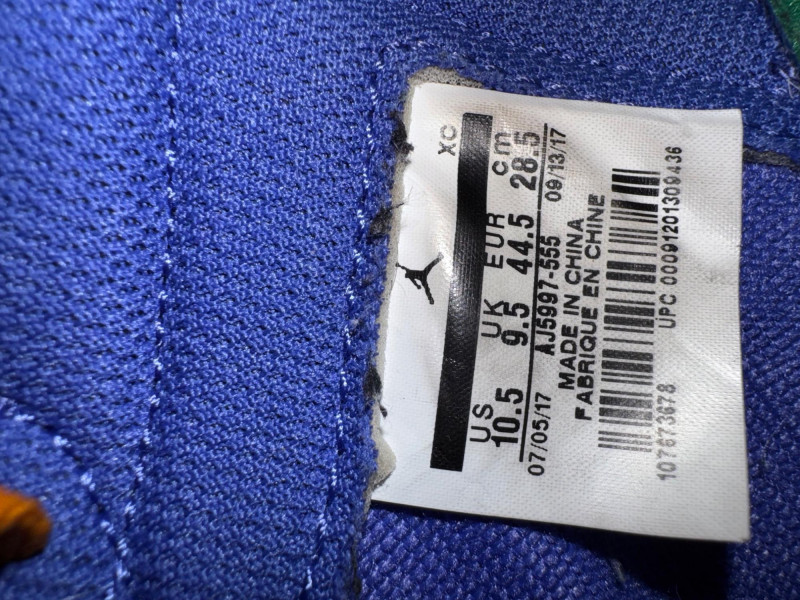 XC
US UK EUR cm
10.5 9.5 44.5 28.5
07/05/17 AJ5997-555 09/13/17
MADE IN CHINA
FABRIQUE EN CHINE
107673678 UPC 00091201309436